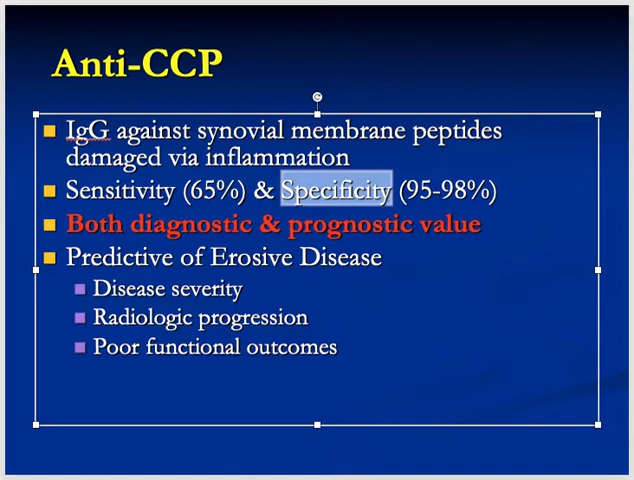 Anti-CCP
IgG against synovial membrane peptides
damaged via inflammation
Sensitivity (65%) & Specificity (95-98%)
Both diagnostic & prognostic value
Predictive of Erosive Disease
Disease severity
Radiologic progression
Poor functional outcomes